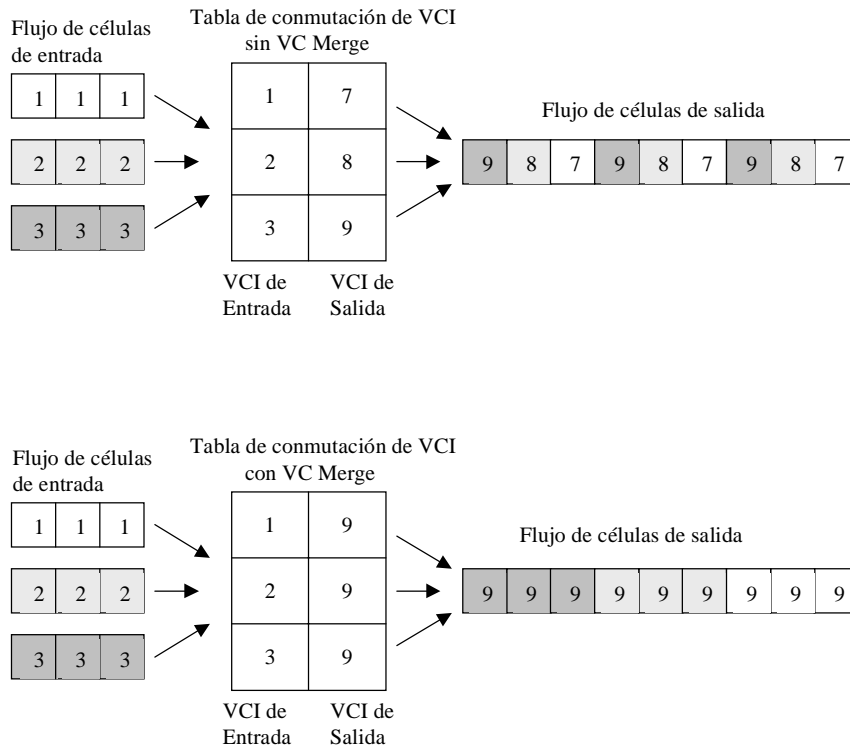 Tabla de conmutación de VCI
sin VC Merge
Flujo de células
de entrada
1 1 1
2 2 2
3 3 3
1 7
2 8
3 9
VCI de
Entrada
VCI de
Salida
Flujo de células de salida
9 8 7 9 8 7 9 8 7
Tabla de conmutación de VCI
con VC Merge
Flujo de células
de entrada
1 1 1
2 2 2
3 3 3
1 9
2 9
3 9
VCI de
Entrada
VCI de
Salida
Flujo de células de salida
9 9 9 9 9 9 9 9 9